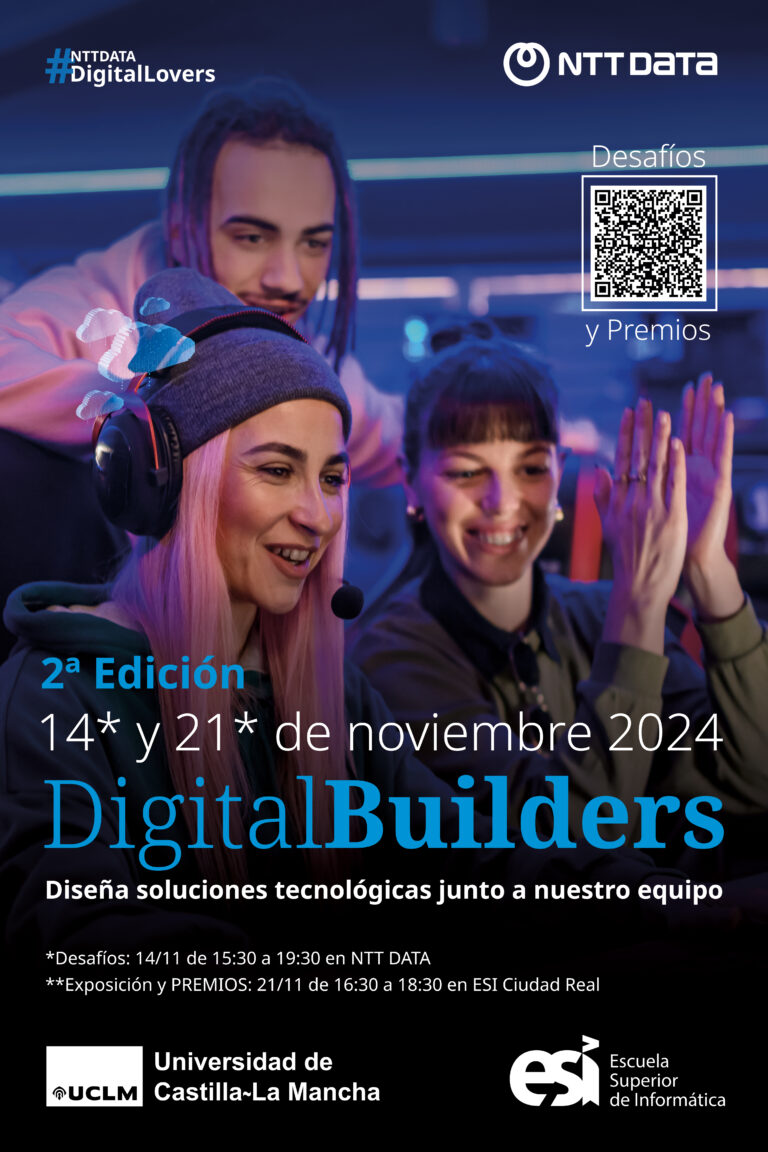 #NTTDATA
DigitalLovers
NTT DATA
Desafíos
y Premios
2ª Edición
14* y 21* de noviembre 2024
DigitalBuilders
Diseña soluciones tecnológicas junto a nuestro equipo
*Desafíos: 14/11 de 15:30 a 19:30 en NTT DATA
**Exposición y PREMIOS: 21/11 de 16:30 a 18:30 en ESI Ciudad Real
UCLM
Universidad de
Castilla~La Mancha
esi
Escuela
Superior
de Informática